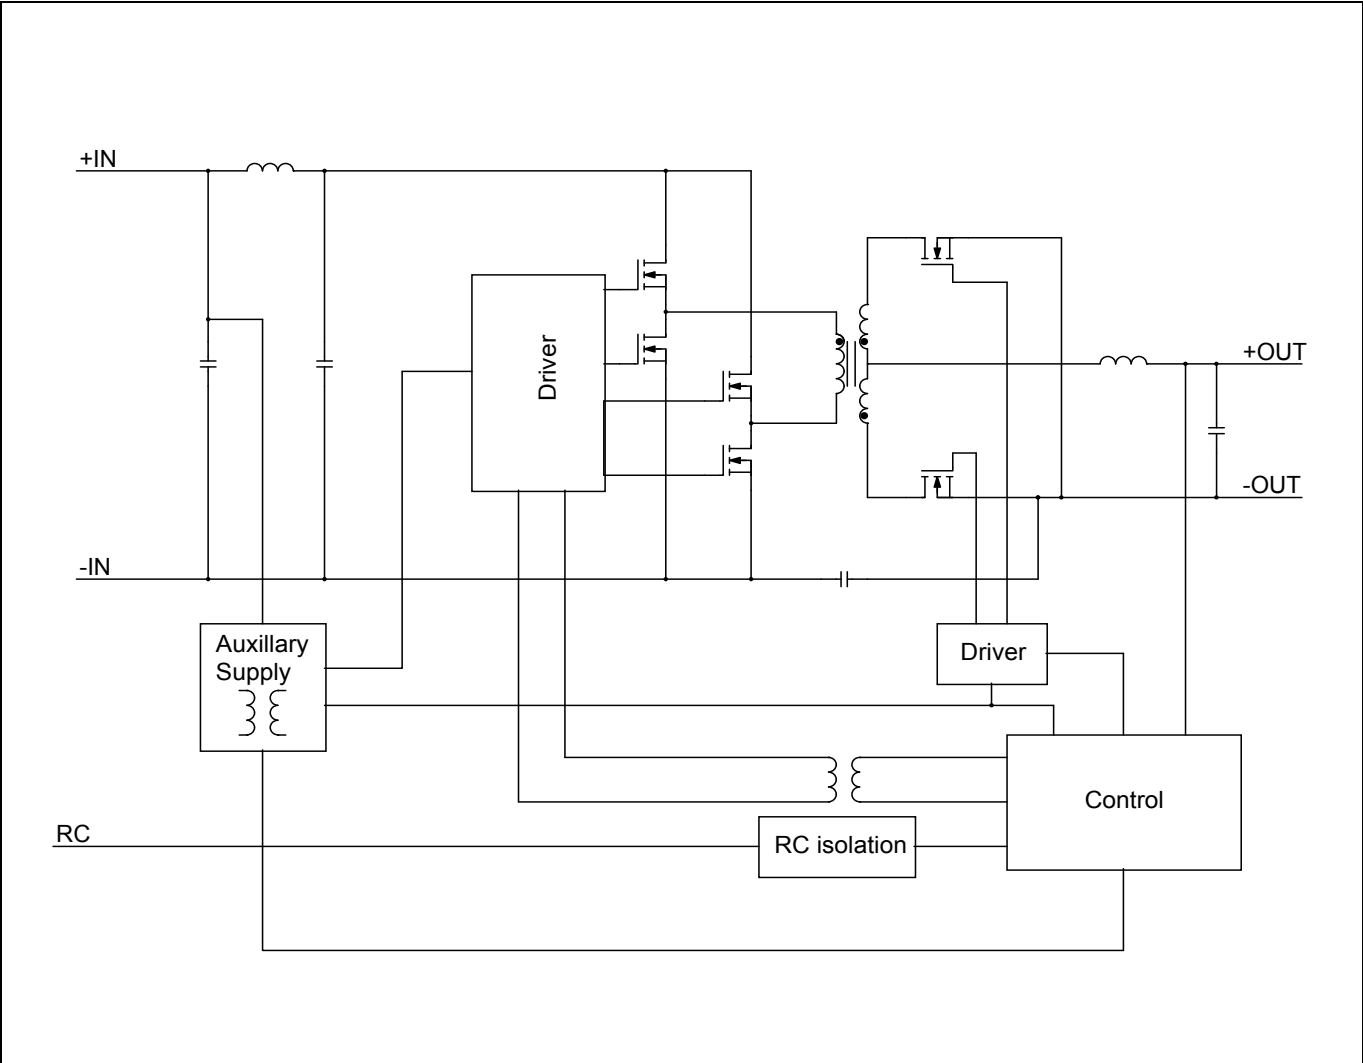 +IN
Driver
+OUT
-OUT
-IN
Auxillary
Supply
Driver
Control
RC
RC isolation